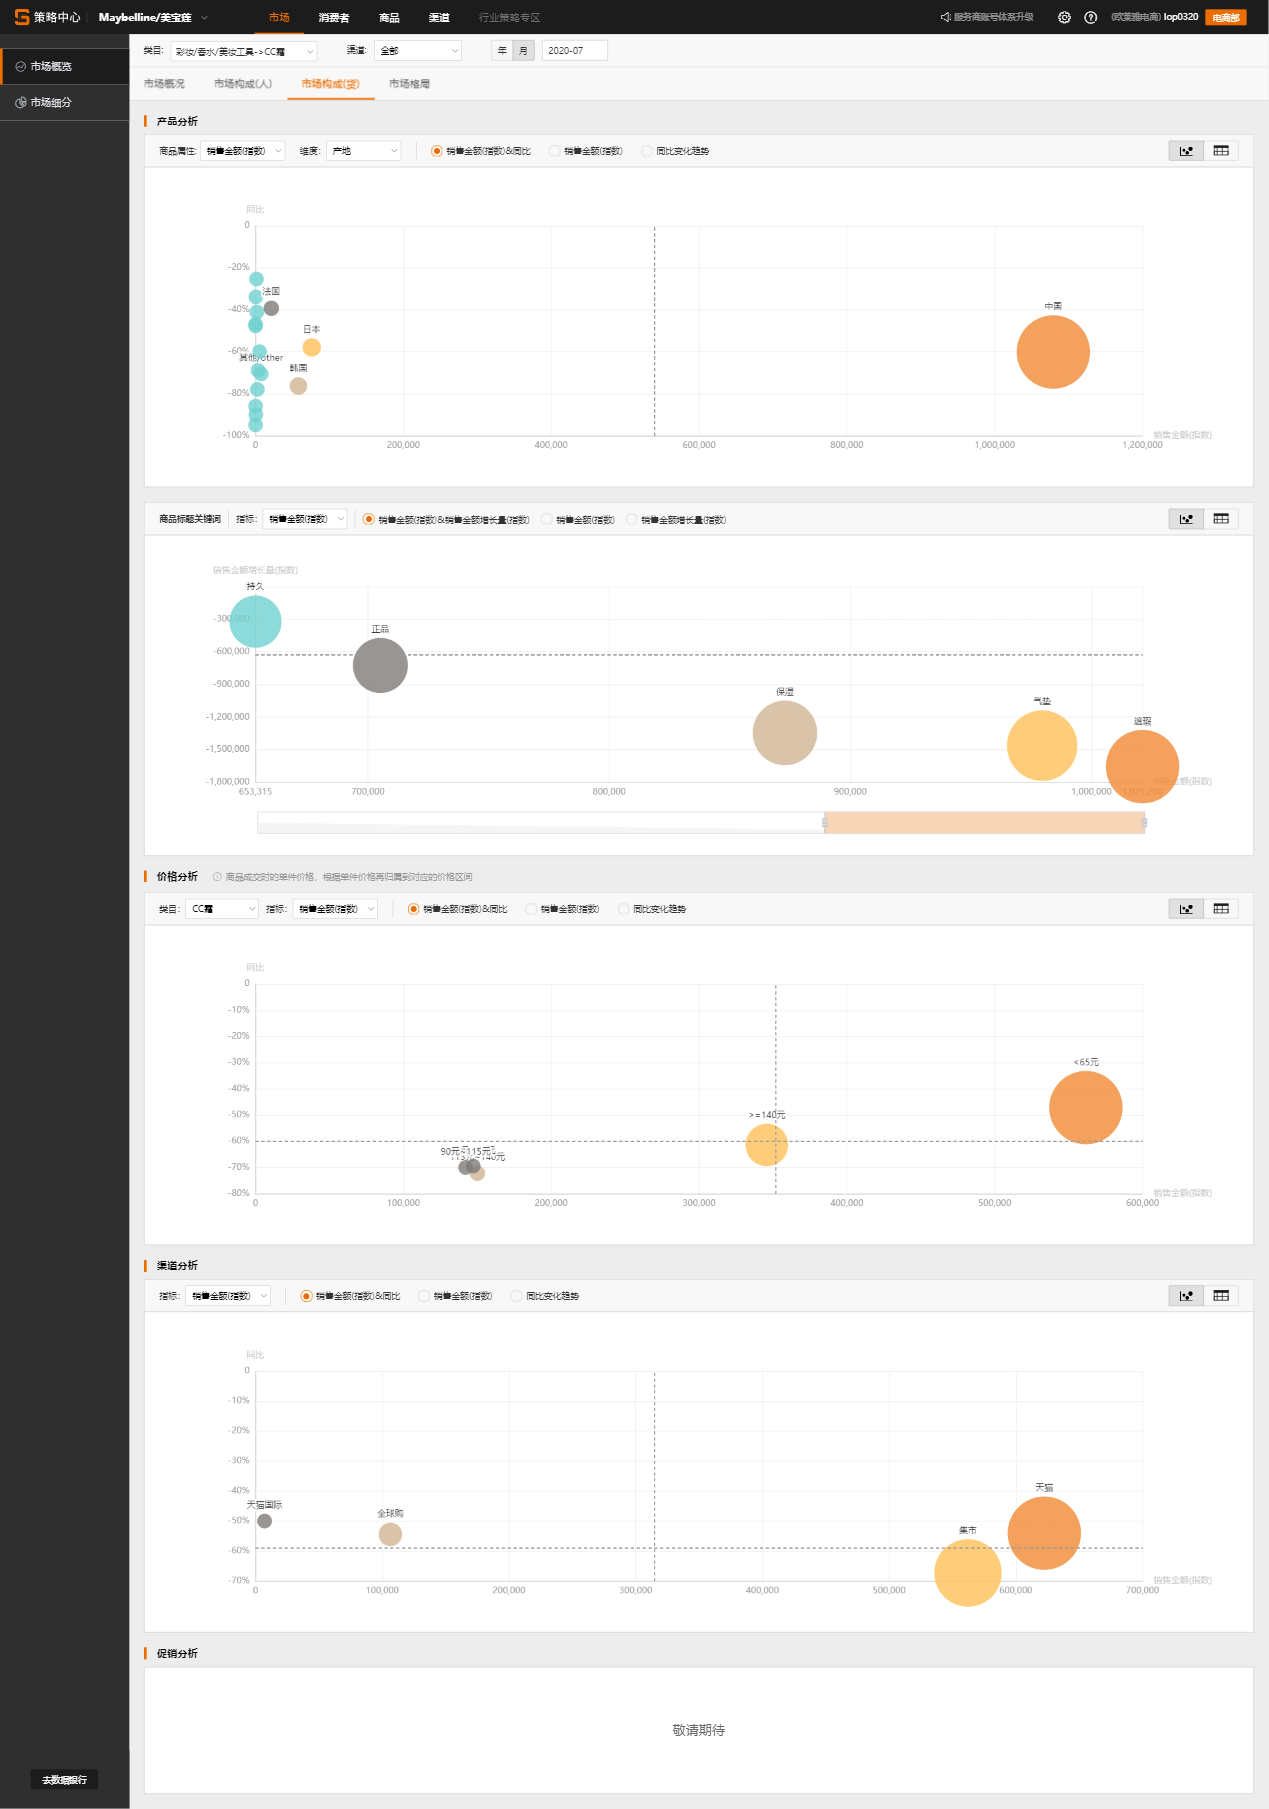 策略中心 Maybelline/美宝莲 市场 消费者 商品 渠道 行业策略专区 服务商账号体系升级 (欧莱雅电商) lop0320 电商部
市场概览
市场细分
类目: 彩妆/香水/美妆工具->CC霜 渠道: 全部 年 月 2020-07
市场概况 市场构成(人) 市场构成(货) 市场格局
产品分析
商品属性: 销售金额(指数) 维度: 产地 销售金额(指数)&同比 销售金额(指数) 同比变化趋势
同比
0
-20%
-40%
-60%
-80%
-100%
法国
日本
其他/other
韩国
中国
0 200,000 400,000 600,000 800,000 1,000,000 1,200,000
销售金额(指数)
商品标题关键词 指标: 销售金额(指数) 销售金额(指数)&销售金额增长量(指数) 销售金额(指数) 销售金额增长量(指数)
销售金额增长量(指数)
持久
正品
保湿
气垫
遮瑕
-300,000
-600,000
-900,000
-1,200,000
-1,500,000
-1,800,000
653,315 700,000 800,000 900,000 1,000,000 1,021,200
销售金额(指数)
价格分析 商品成交时的单件价格，根据单件价格再归属到对应的价格区间
类目: CC霜 指标: 销售金额(指数) 销售金额(指数)&同比 销售金额(指数) 同比变化趋势
同比
0
-10%
-20%
-30%
-40%
-50%
-60%
-70%
-80%
<65元
>=140元
90元~115元
115元~140元
0 100,000 200,000 300,000 400,000 500,000 600,000
销售金额(指数)
渠道分析
指标: 销售金额(指数) 销售金额(指数)&同比 销售金额(指数) 同比变化趋势
同比
0
-10%
-20%
-30%
-40%
-50%
-60%
-70%
天猫国际
全球购
集市
天猫
0 100,000 200,000 300,000 400,000 500,000 600,000 700,000
销售金额(指数)
促销分析
敬请期待
去数据银行